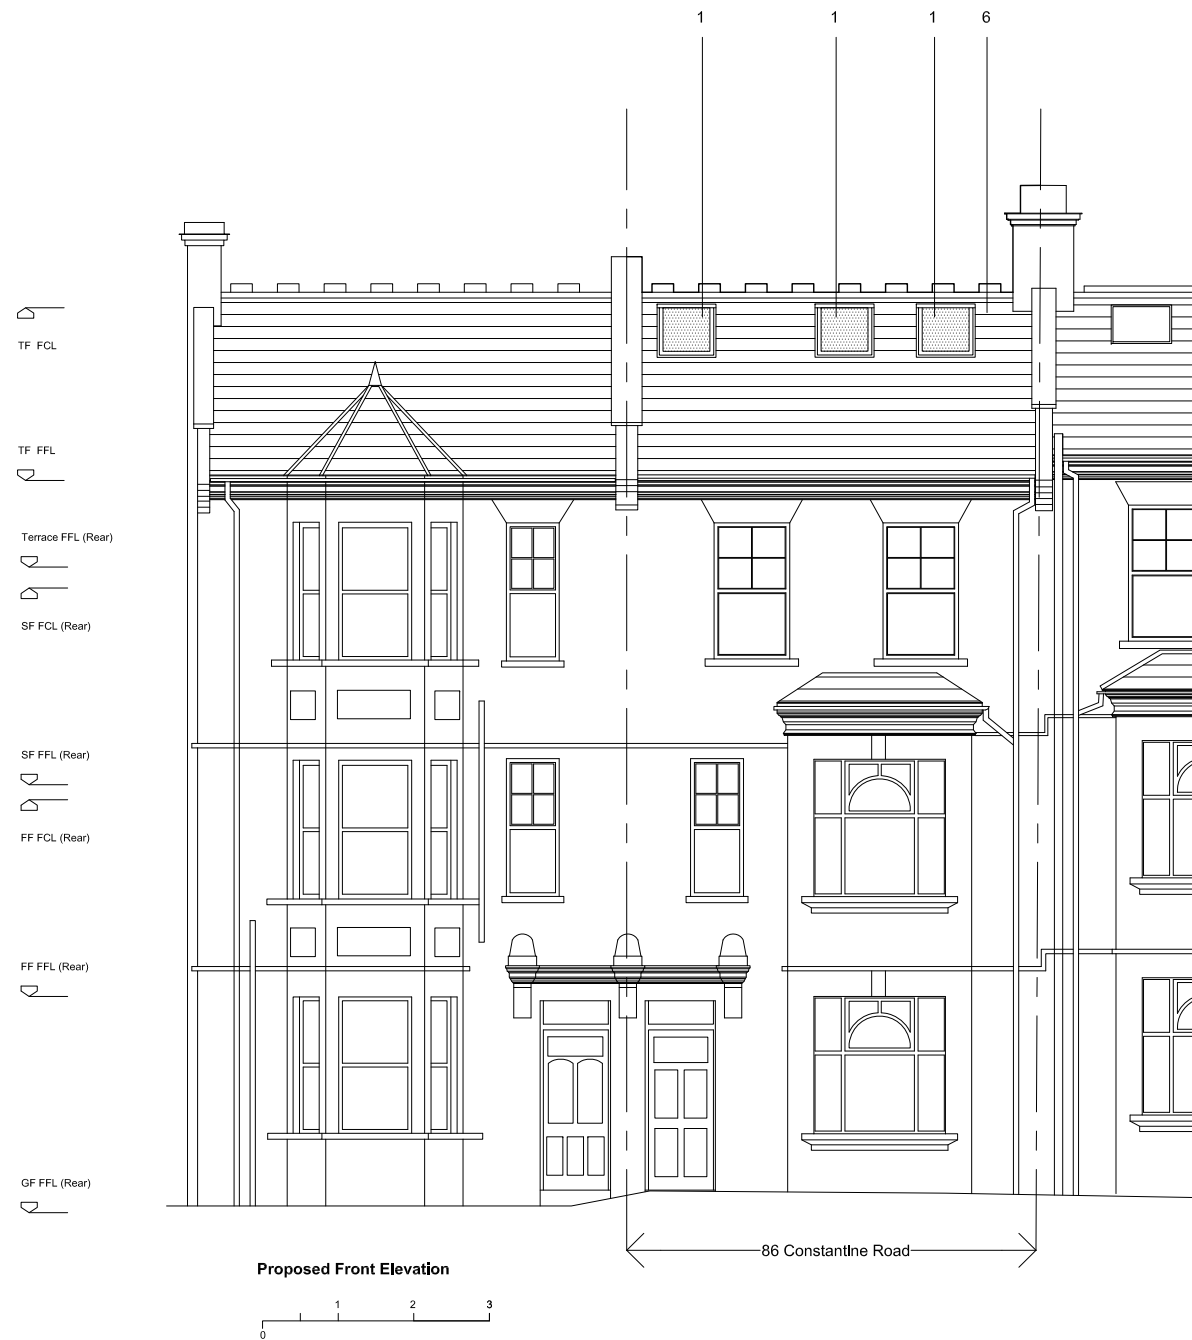 1 1 1 6
TF FCL
TF FFL
Terrace FFL (Rear)
SF FCL (Rear)
SF FFL (Rear)
FF FCL (Rear)
FF FFL (Rear)
GF FFL (Rear)
86 Constantine Road
Proposed Front Elevation
1 2 3
0